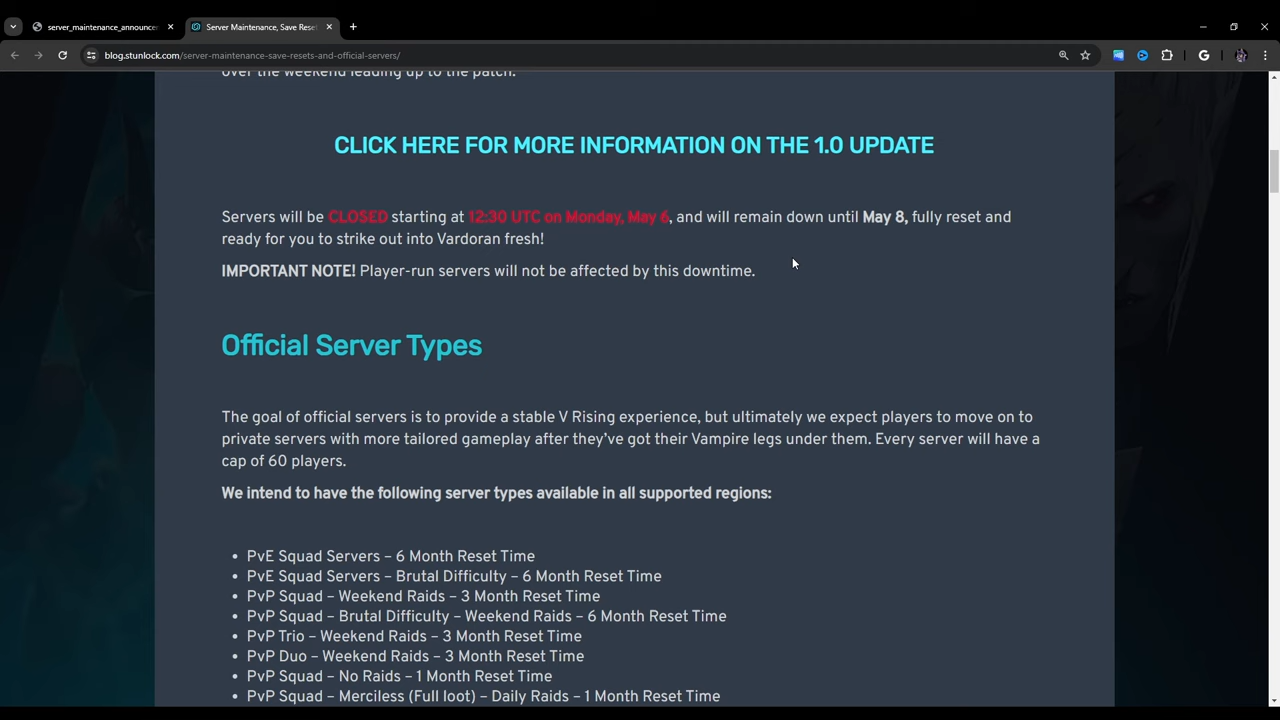 server_maintenance_announce
Server Maintenance, Save Reset
blog.stunlock.com/server-maintenance-save-resets-and-official-servers/
over the weekend leading up to the patch.
CLICK HERE FOR MORE INFORMATION ON THE 1.0 UPDATE
Servers will be CLOSED starting at 12:30 UTC on Monday, May 6, and will remain down until May 8, fully reset and
ready for you to strike out into Vardoran fresh!
IMPORTANT NOTE! Player-run servers will not be affected by this downtime.
Official Server Types
The goal of official servers is to provide a stable V Rising experience, but ultimately we expect players to move on to
private servers with more tailored gameplay after they’ve got their Vampire legs under them. Every server will have a
cap of 60 players.
We intend to have the following server types available in all supported regions:
• PvE Squad Servers – 6 Month Reset Time
• PvE Squad Servers – Brutal Difficulty – 6 Month Reset Time
• PvP Squad – Weekend Raids – 3 Month Reset Time
• PvP Squad – Brutal Difficulty – Weekend Raids – 6 Month Reset Time
• PvP Trio – Weekend Raids – 3 Month Reset Time
• PvP Duo – Weekend Raids – 3 Month Reset Time
• PvP Squad – No Raids – 1 Month Reset Time
• PvP Squad – Merciless (Full loot) – Daily Raids – 1 Month Reset Time